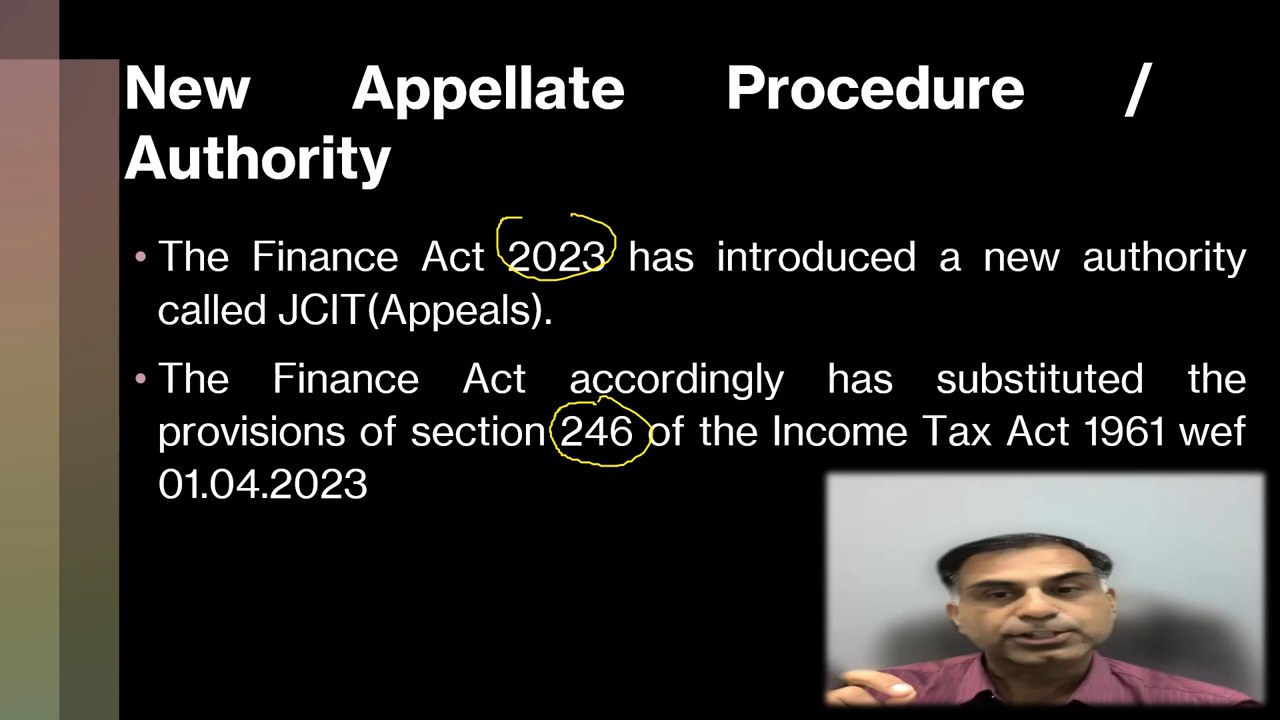 New Appellate Procedure /
Authority
• The Finance Act 2023 has introduced a new authority
called JCIT(Appeals).
• The Finance Act accordingly has substituted the
provisions of section 246 of the Income Tax Act 1961 wef
01.04.2023